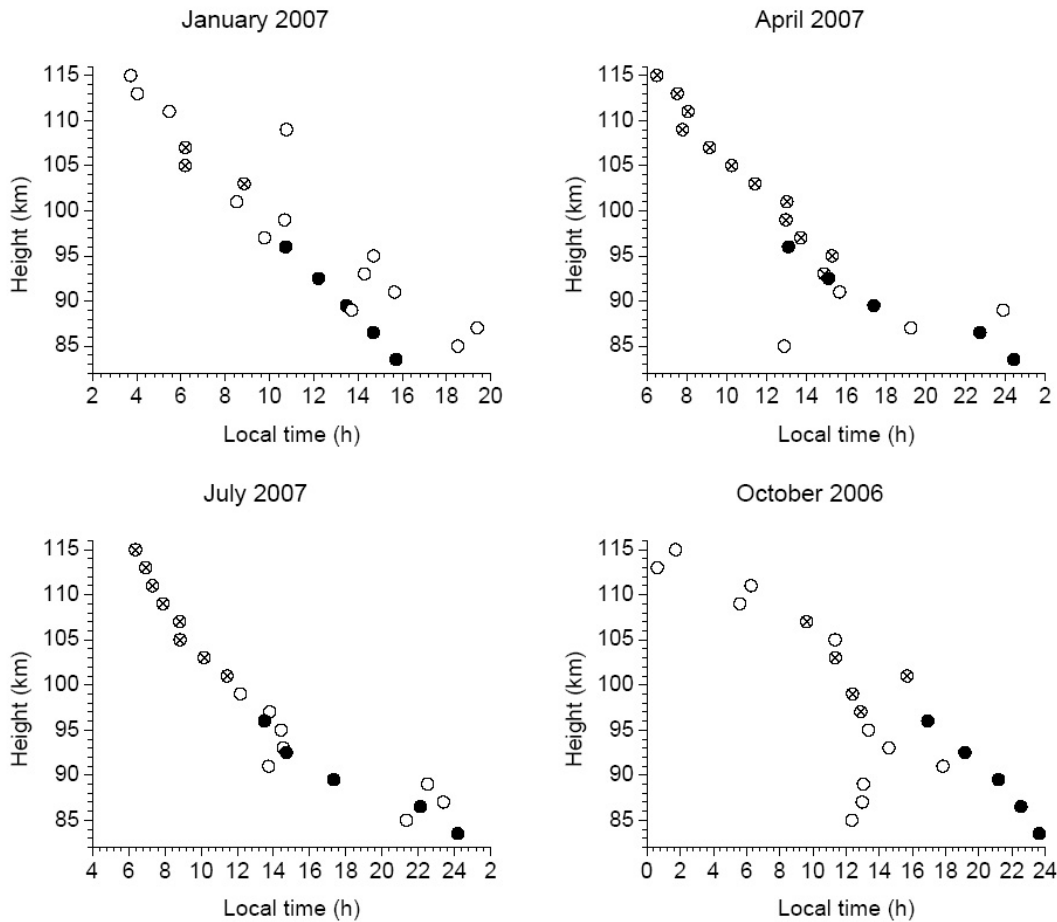 January 2007
April 2007
115
110
105
100
95
90
85
Height (km)
2 4 6 8 10 12 14 16 18 20
Local time (h)
115
110
105
100
95
90
85
Height (km)
6 8 10 12 14 16 18 20 22 24 2
Local time (h)
July 2007
October 2006
115
110
105
100
95
90
85
Height (km)
4 6 8 10 12 14 16 18 20 22 24 2
Local time (h)
115
110
105
100
95
90
85
Height (km)
0 2 4 6 8 10 12 14 16 18 20 22 24
Local time (h)